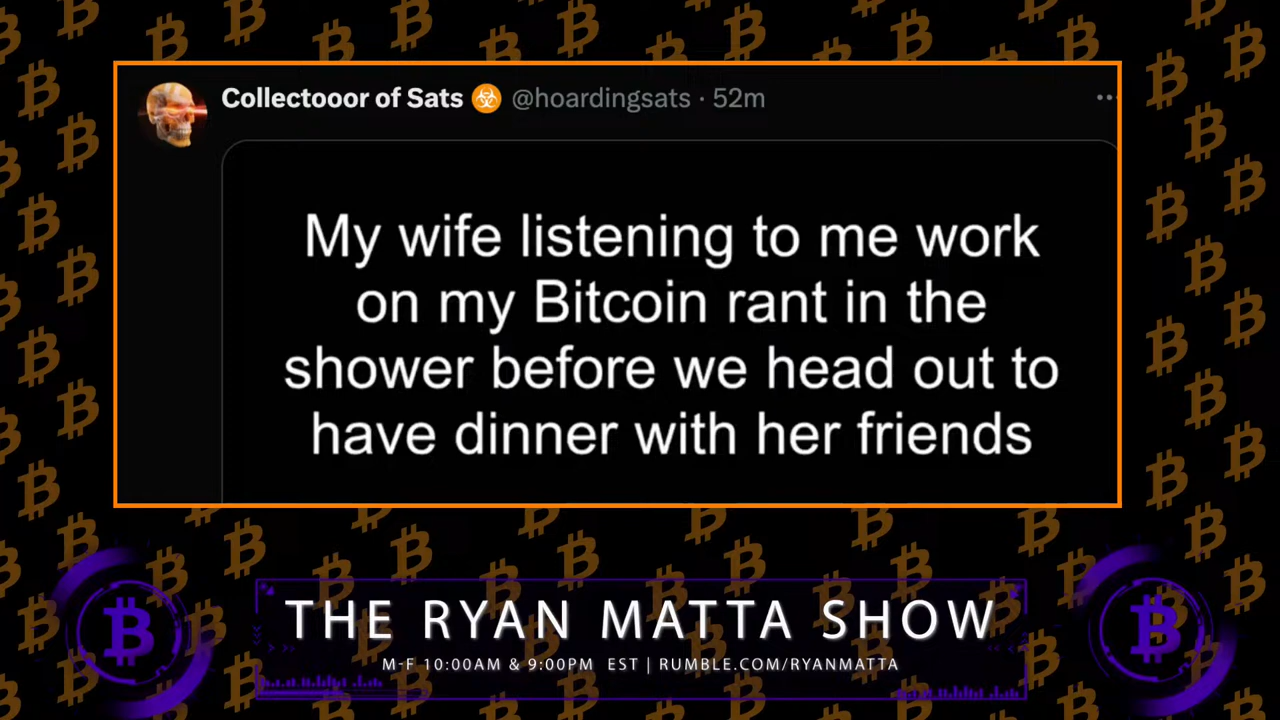 Collectooor of Sats @hoardingsats · 52m
My wife listening to me work
on my Bitcoin rant in the
shower before we head out to
have dinner with her friends
THE RYAN MATTA SHOW
M-F 10:00AM & 9:00PM EST | RUMBLE.COM/RYANMATTA